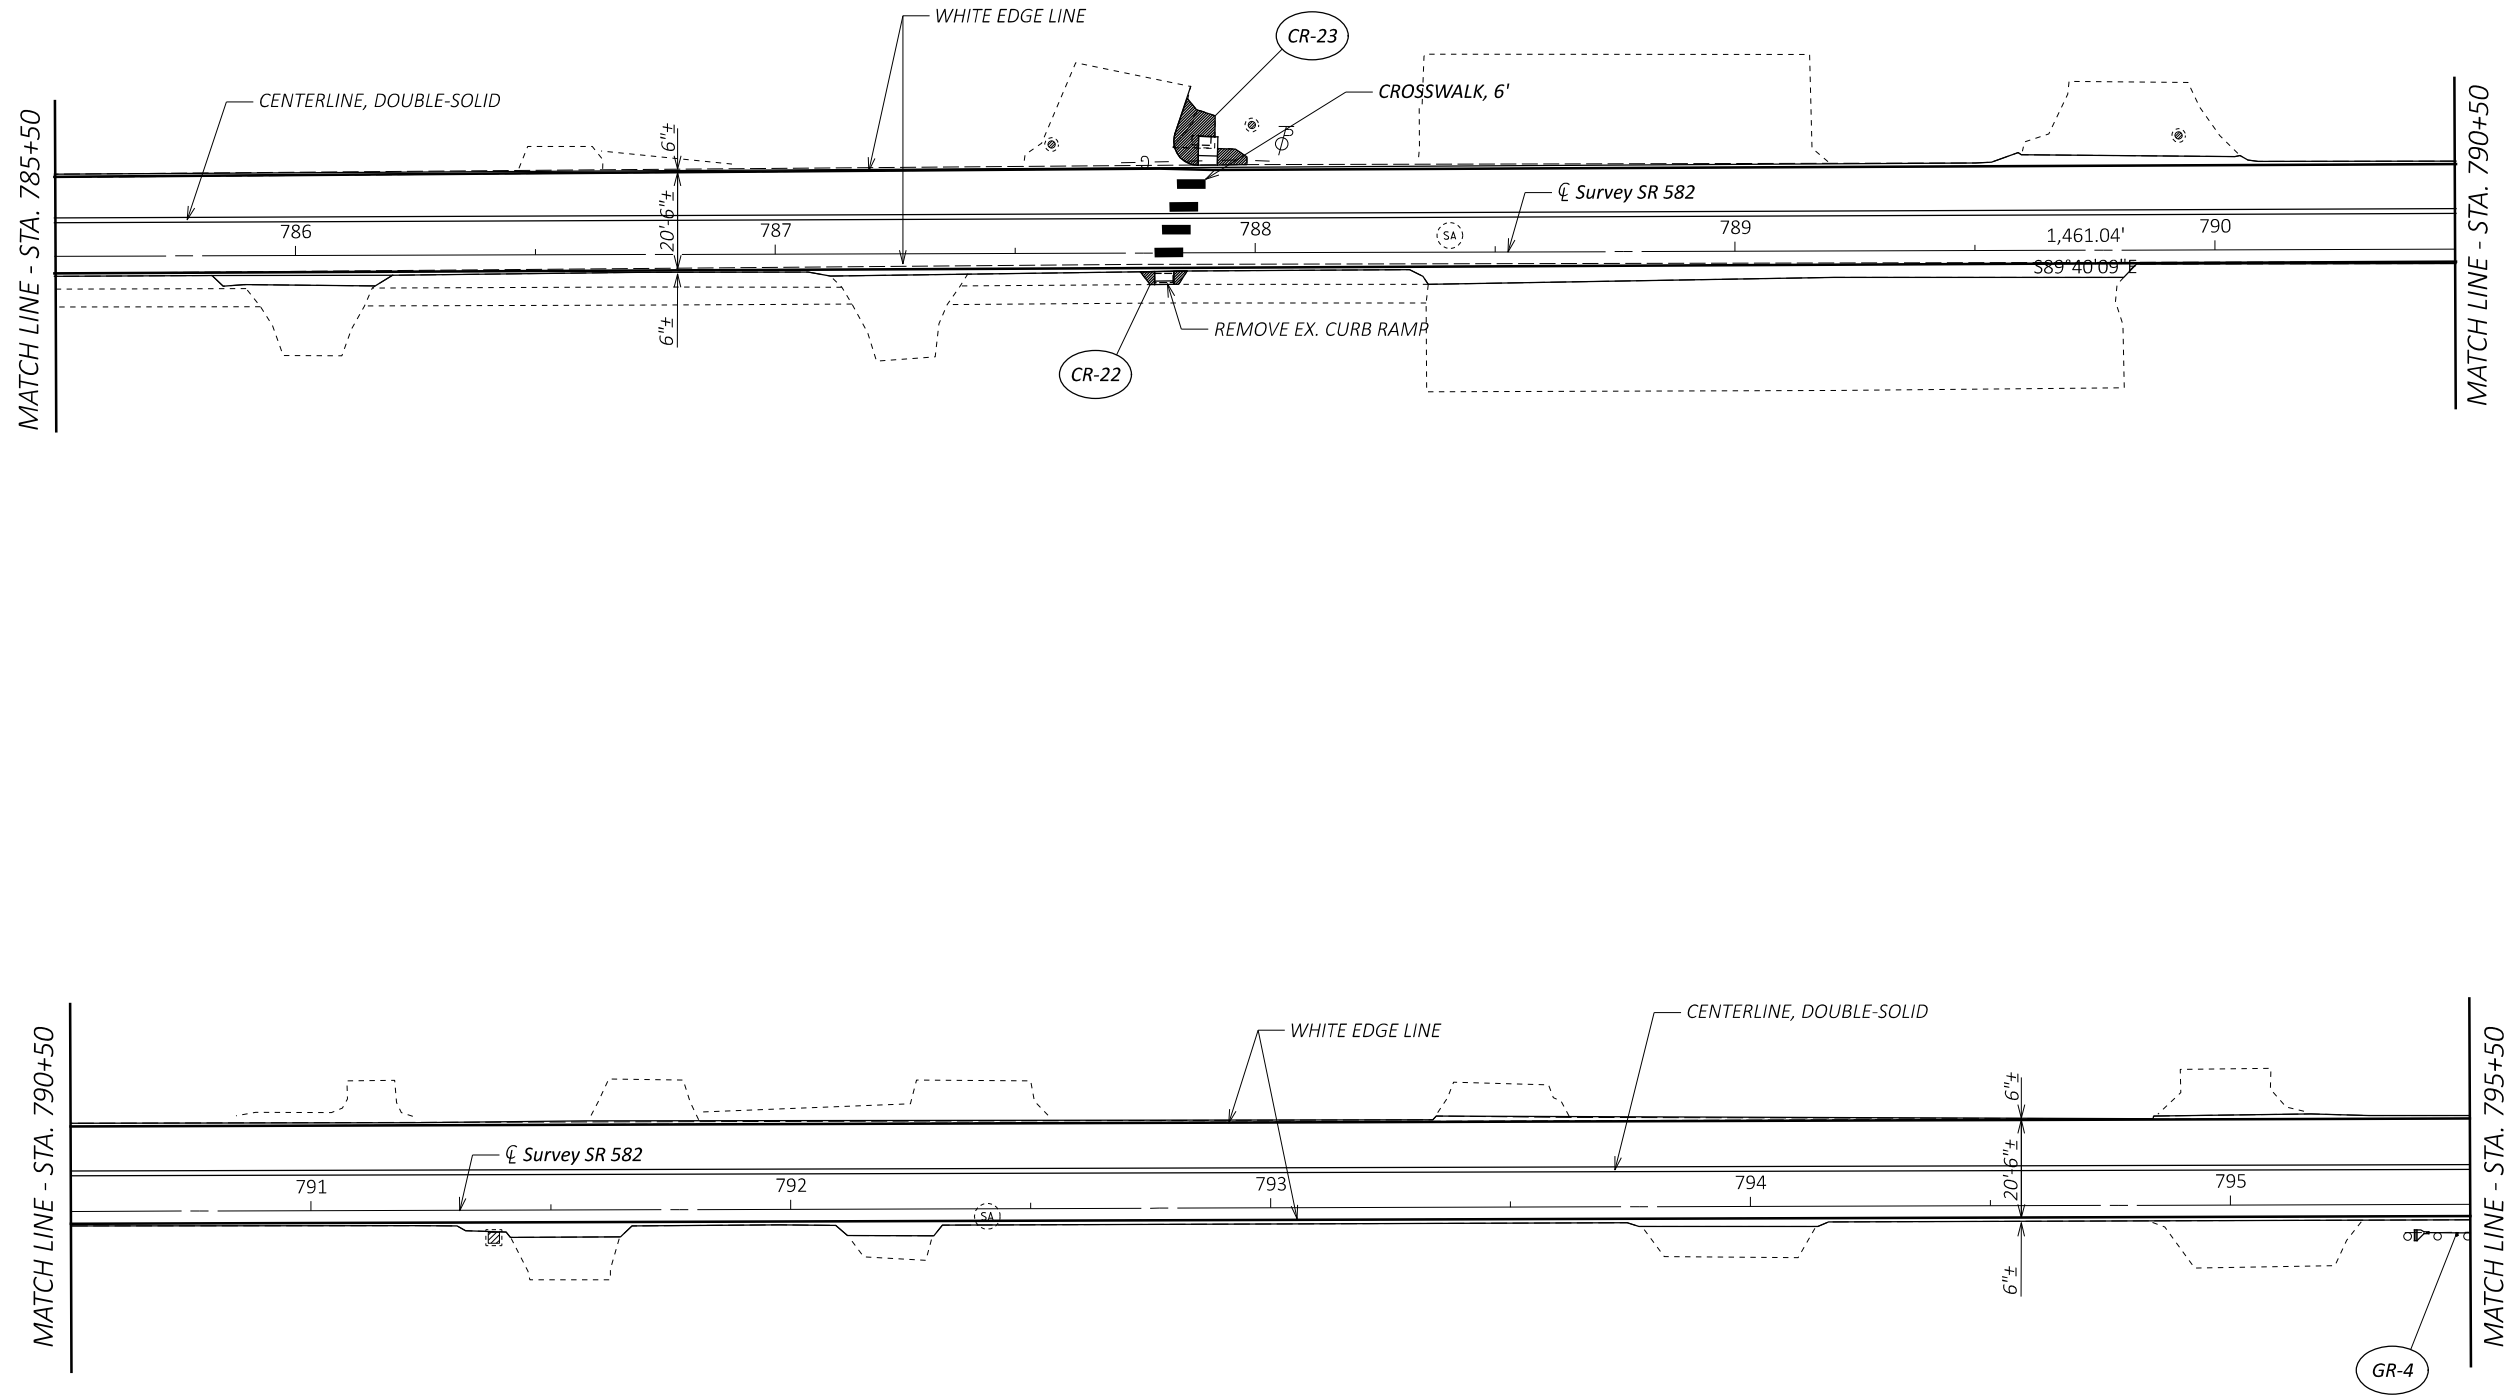 WHITE EDGE LINE
CR-23
CENTERLINE, DOUBLE-SOLID
CROSSWALK, 6'
MATCH LINE - STA. 785+50
MATCH LINE - STA. 790+50
6"±
20'-6"±
6"±
℄ Survey SR 582
786
787
788
SA
789
790
1,461.04'
S89°40'09"E
REMOVE EX. CURB RAMP
CR-22
MATCH LINE - STA. 790+50
MATCH LINE - STA. 795+50
CENTERLINE, DOUBLE-SOLID
WHITE EDGE LINE
6"±
20'-6"±
6"±
℄ Survey SR 582
791
792
793
794
795
SA
GR-4